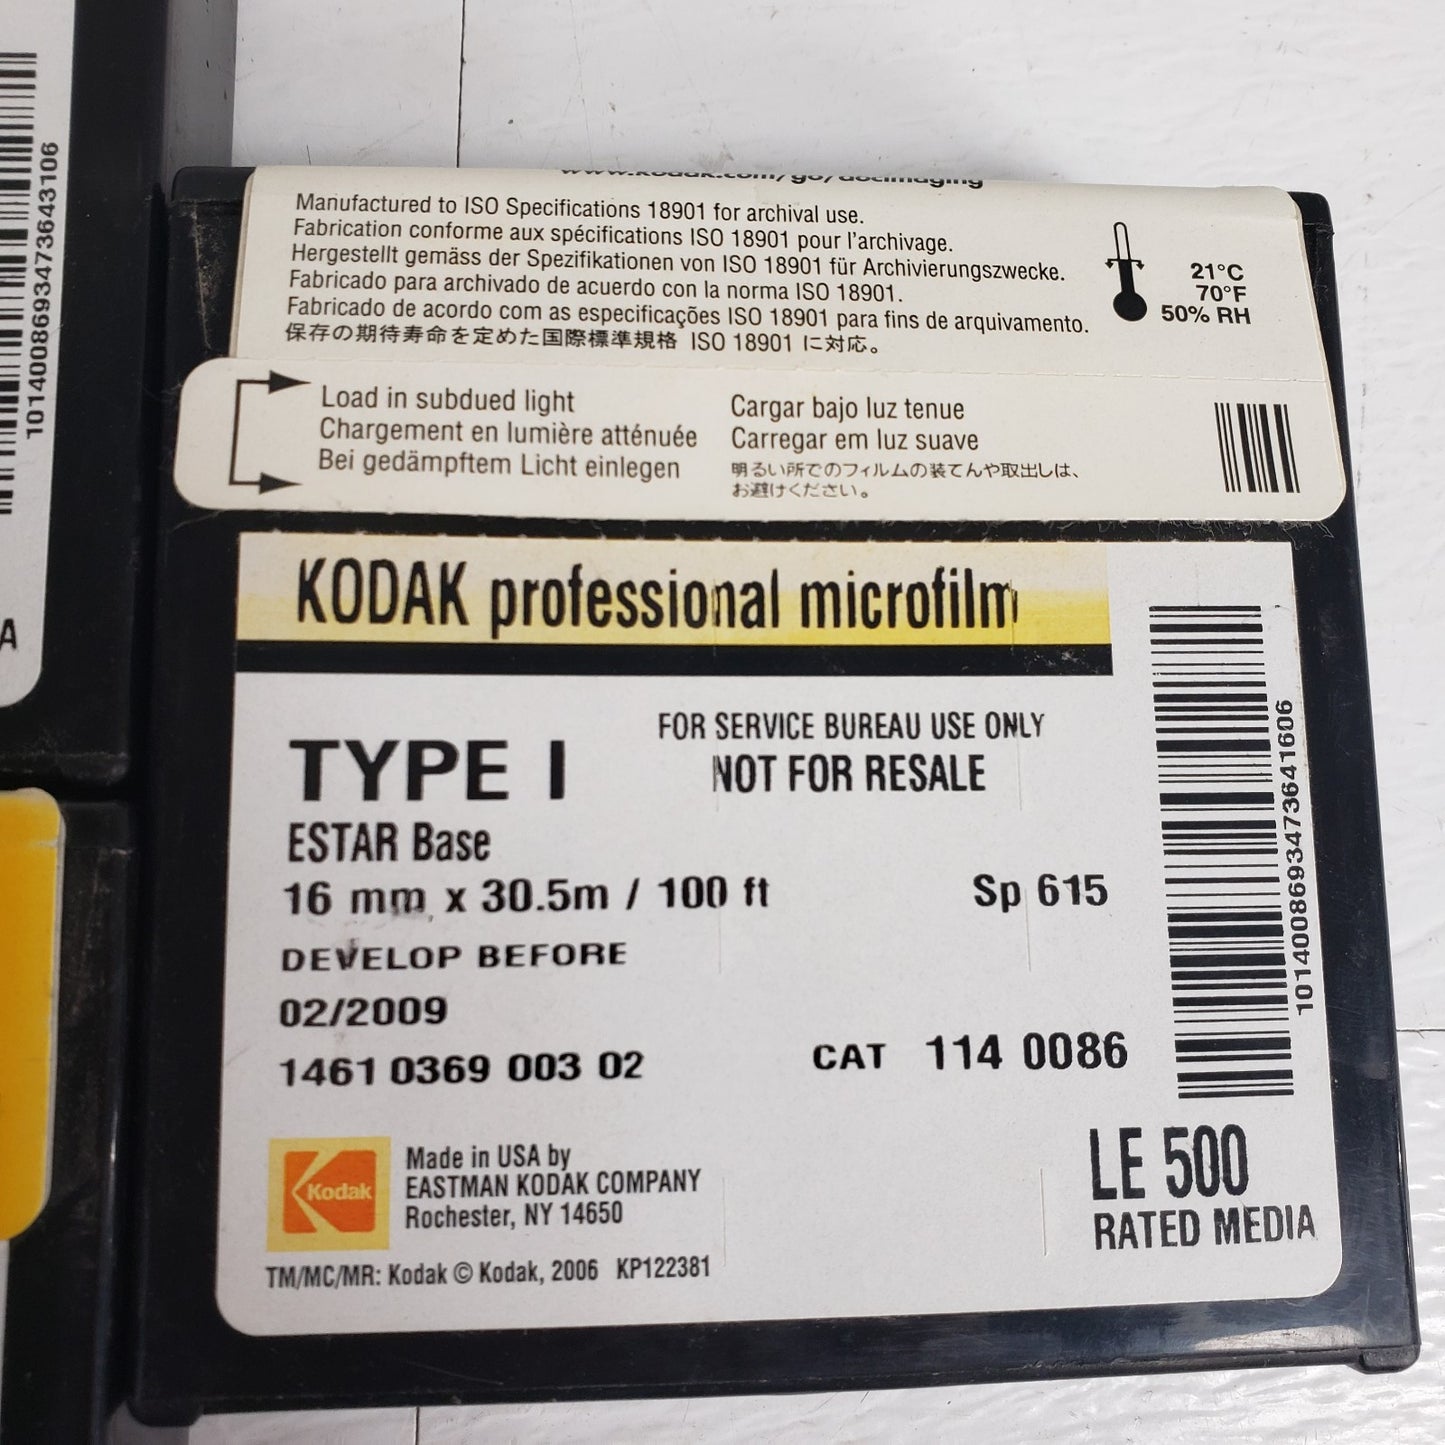 www.kodak.com/go/docimaging
Manufactured to ISO Specifications 18901 for archival use.
Fabrication conforme aux spécifications ISO 18901 pour l'archivage.
Hergestellt gemäss der Spezifikationen von ISO 18901 für Archivierungszwecke.
Fabricado para archivado de acuerdo con la norma ISO 18901.
Fabricado de acordo com as especificações ISO 18901 para fins de arquivamento.
保存の期待寿命を定めた国際標準規格 ISO 18901 に対応。
21°C
70°F
50% RH
Load in subdued light
Chargement en lumière atténuée
Bei gedämpftem Licht einlegen
Cargar bajo luz tenue
Carregar em luz suave
明るい所でのフィルムの装てんや取出しは、
お避けください。
KODAK professional microfilm
TYPE I
FOR SERVICE BUREAU USE ONLY
NOT FOR RESALE
ESTAR Base
16 mm x 30.5m / 100 ft
Sp 615
DEVELOP BEFORE
02/2009
1461 0369 003 02
CAT 114 0086
1014008693473641606
LE 500
RATED MEDIA
Kodak
Made in USA by
EASTMAN KODAK COMPANY
Rochester, NY 14650
TM/MC/MR: Kodak © Kodak, 2006 KP122381
1014008693473643106
A